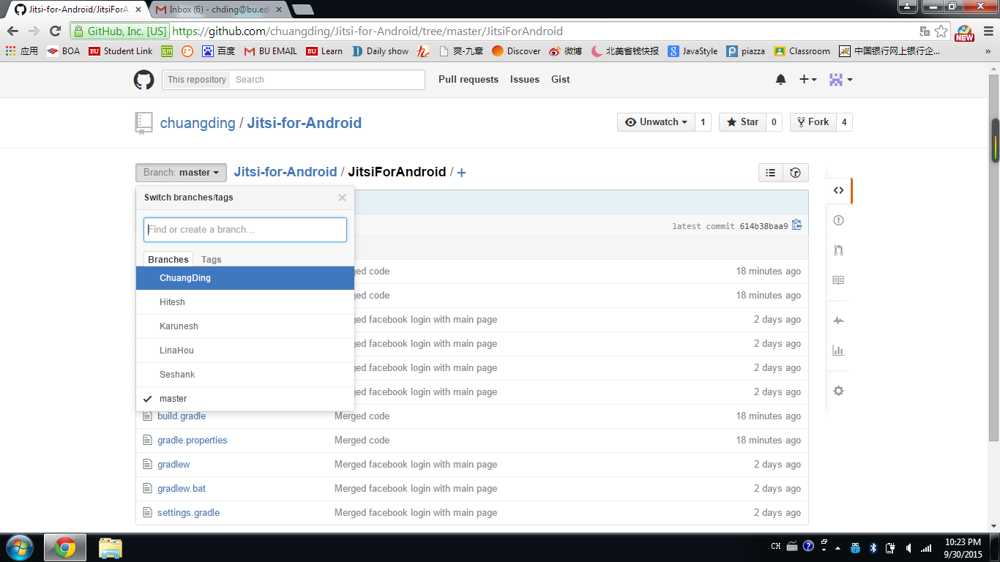 Jitsi-for-Android/JitsiForA
Inbox (6) - chding@bu.ed
GitHub, Inc. [US] https://github.com/chuangding/Jitsi-for-Android/tree/master/JitsiForAndroid
NEW
应用 BOA BU Student Link 百度 BU EMAIL BU Learn Daily show 爽-九章 Discover 微博 北美省钱快报 JavaStyle piazza Classroom 中国银行网上银行企... »
This repository Search Pull requests Issues Gist
chuangding / Jitsi-for-Android
Unwatch 1 Star 0 Fork 4
Branch: master Jitsi-for-Android / JitsiForAndroid / +
Switch branches/tags
Find or create a branch...
latest commit 614b38baa9
Branches Tags
ChuangDing
ged code 18 minutes ago
Hitesh
ged code 18 minutes ago
Karunesh
ged facebook login with main page 2 days ago
LinaHou
ged facebook login with main page 2 days ago
Seshank
ged facebook login with main page 2 days ago
master
ged facebook login with main page 2 days ago
build.gradle Merged code 18 minutes ago
gradle.properties Merged code 18 minutes ago
gradlew Merged facebook login with main page 2 days ago
gradlew.bat Merged facebook login with main page 2 days ago
settings.gradle Merged facebook login with main page 2 days ago
CH
10:23 PM
9/30/2015